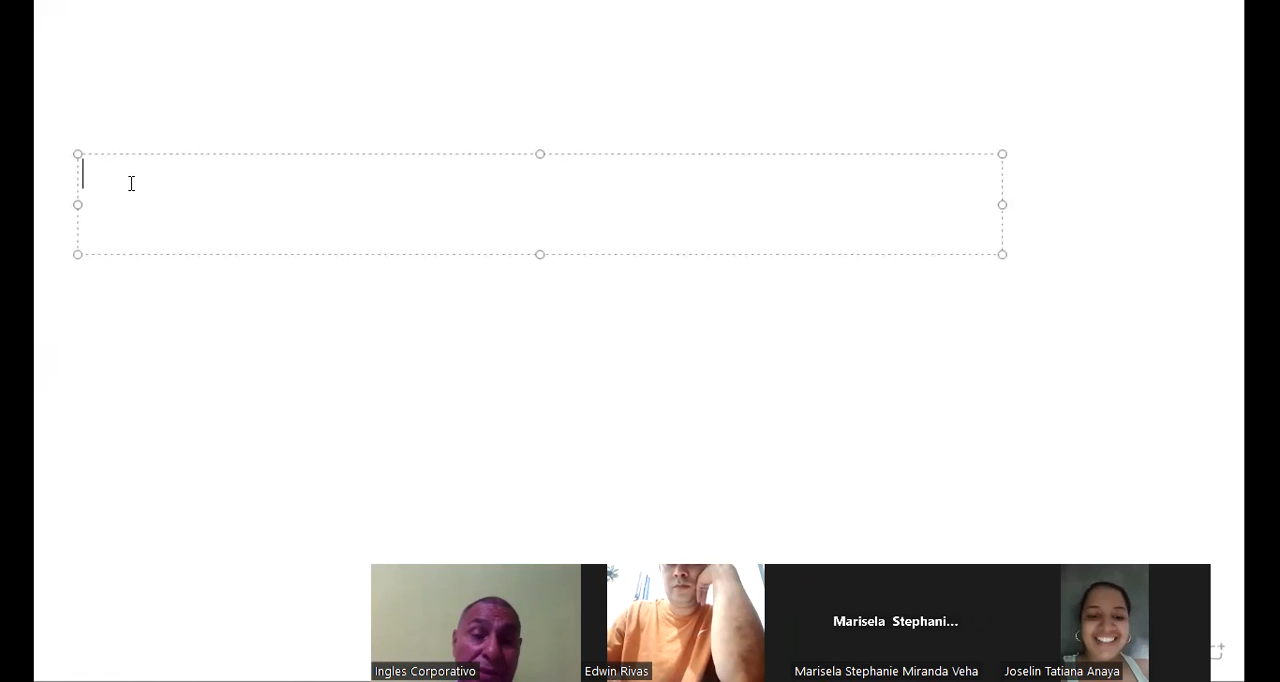 Marisela Stephani...
Ingles Corporativo
Edwin Rivas
Marisela Stephanie Miranda Veha
Joselin Tatiana Anaya